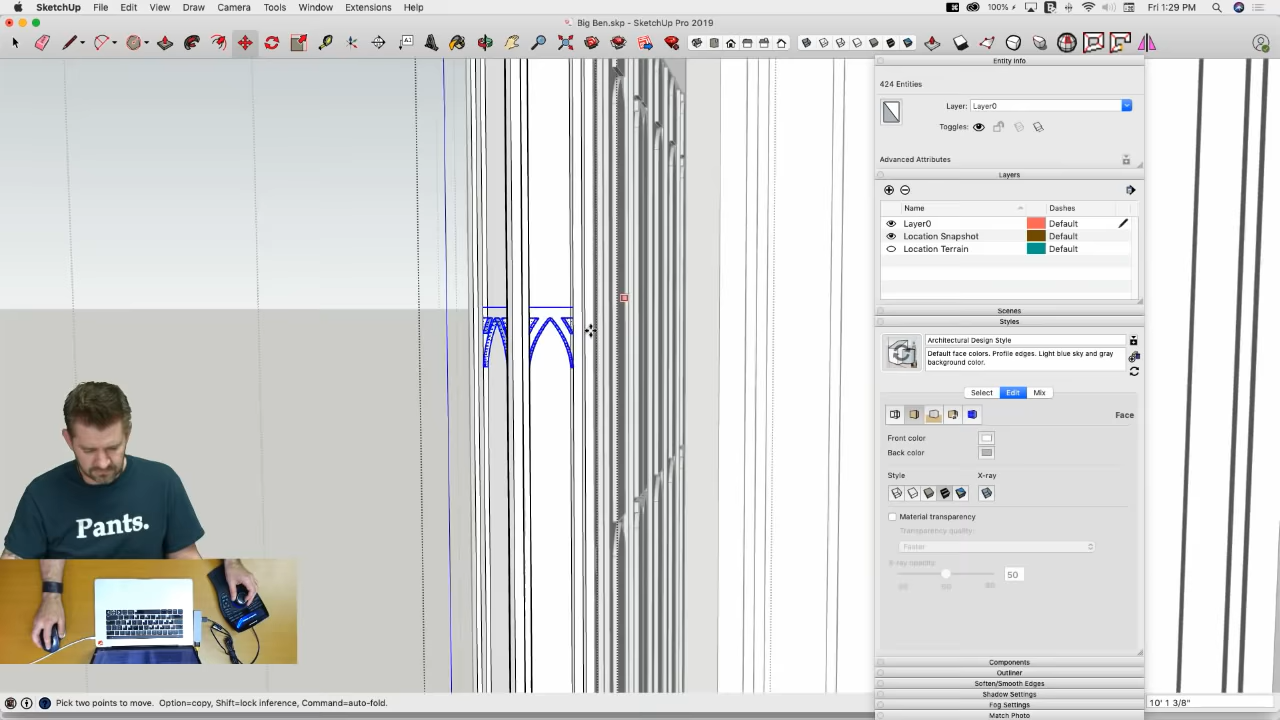 SketchUp File Edit View Draw Camera Tools Window Extensions Help 100% Fri 1:29 PM
Big Ben.skp - SketchUp Pro 2019
Entity Info
424 Entities
Layer: Layer0
Toggles:
Advanced Attributes
Layers
Name Dashes
Layer0 Default
Location Snapshot Default
Location Terrain Default
Scenes
Styles
Architectural Design Style
Default face colors. Profile edges. Light blue sky and gray
background color.
Select Edit Mix
Face
Front color
Back color
Style X-ray
Material transparency
Transparency quality:
Faster
X-ray opacity:
50
Components
Outliner
Soften/Smooth Edges
Shadow Settings
Fog Settings
Match Photo
Pants.
Pick two points to move. Option=copy, Shift=lock inference, Command=auto-fold.
10' 1 3/8"